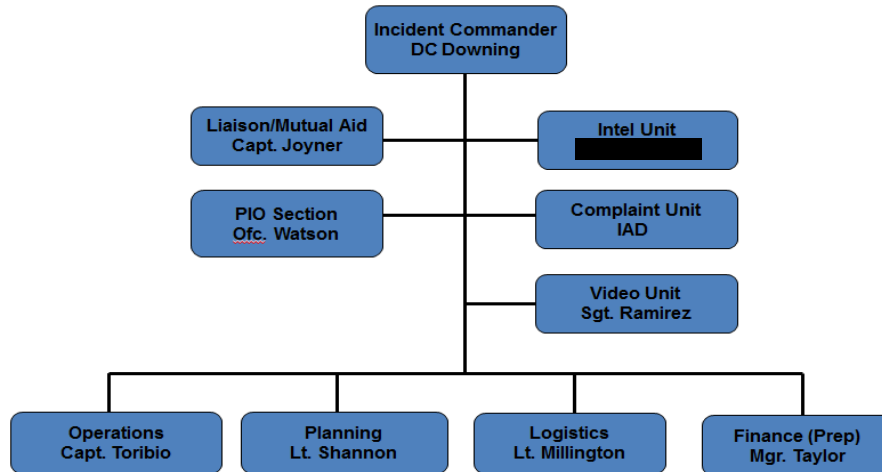 Incident Commander
DC Downing
Liaison/Mutual Aid
Capt. Joyner
Intel Unit
PIO Section
Ofc. Watson
Complaint Unit
IAD
Video Unit
Sgt. Ramirez
Operations
Capt. Toribio
Planning
Lt. Shannon
Logistics
Lt. Millington
Finance (Prep)
Mgr. Taylor